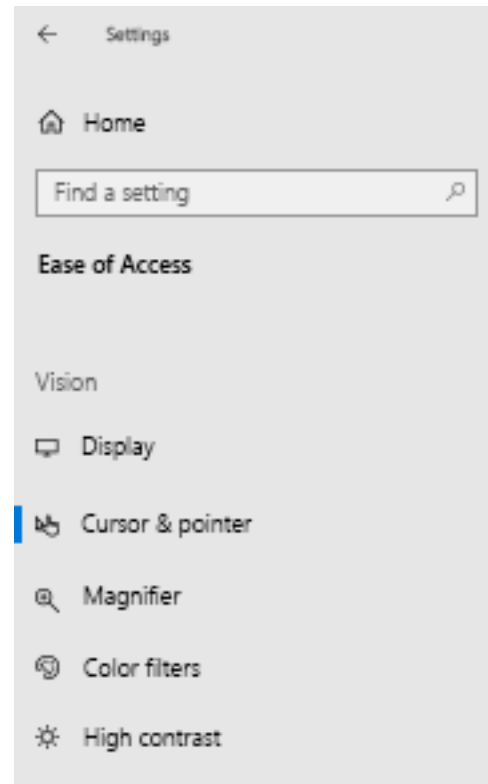 Settings
Home
Find a setting
Ease of Access
Vision
Display
Cursor & pointer
Magnifier
Color filters
High contrast